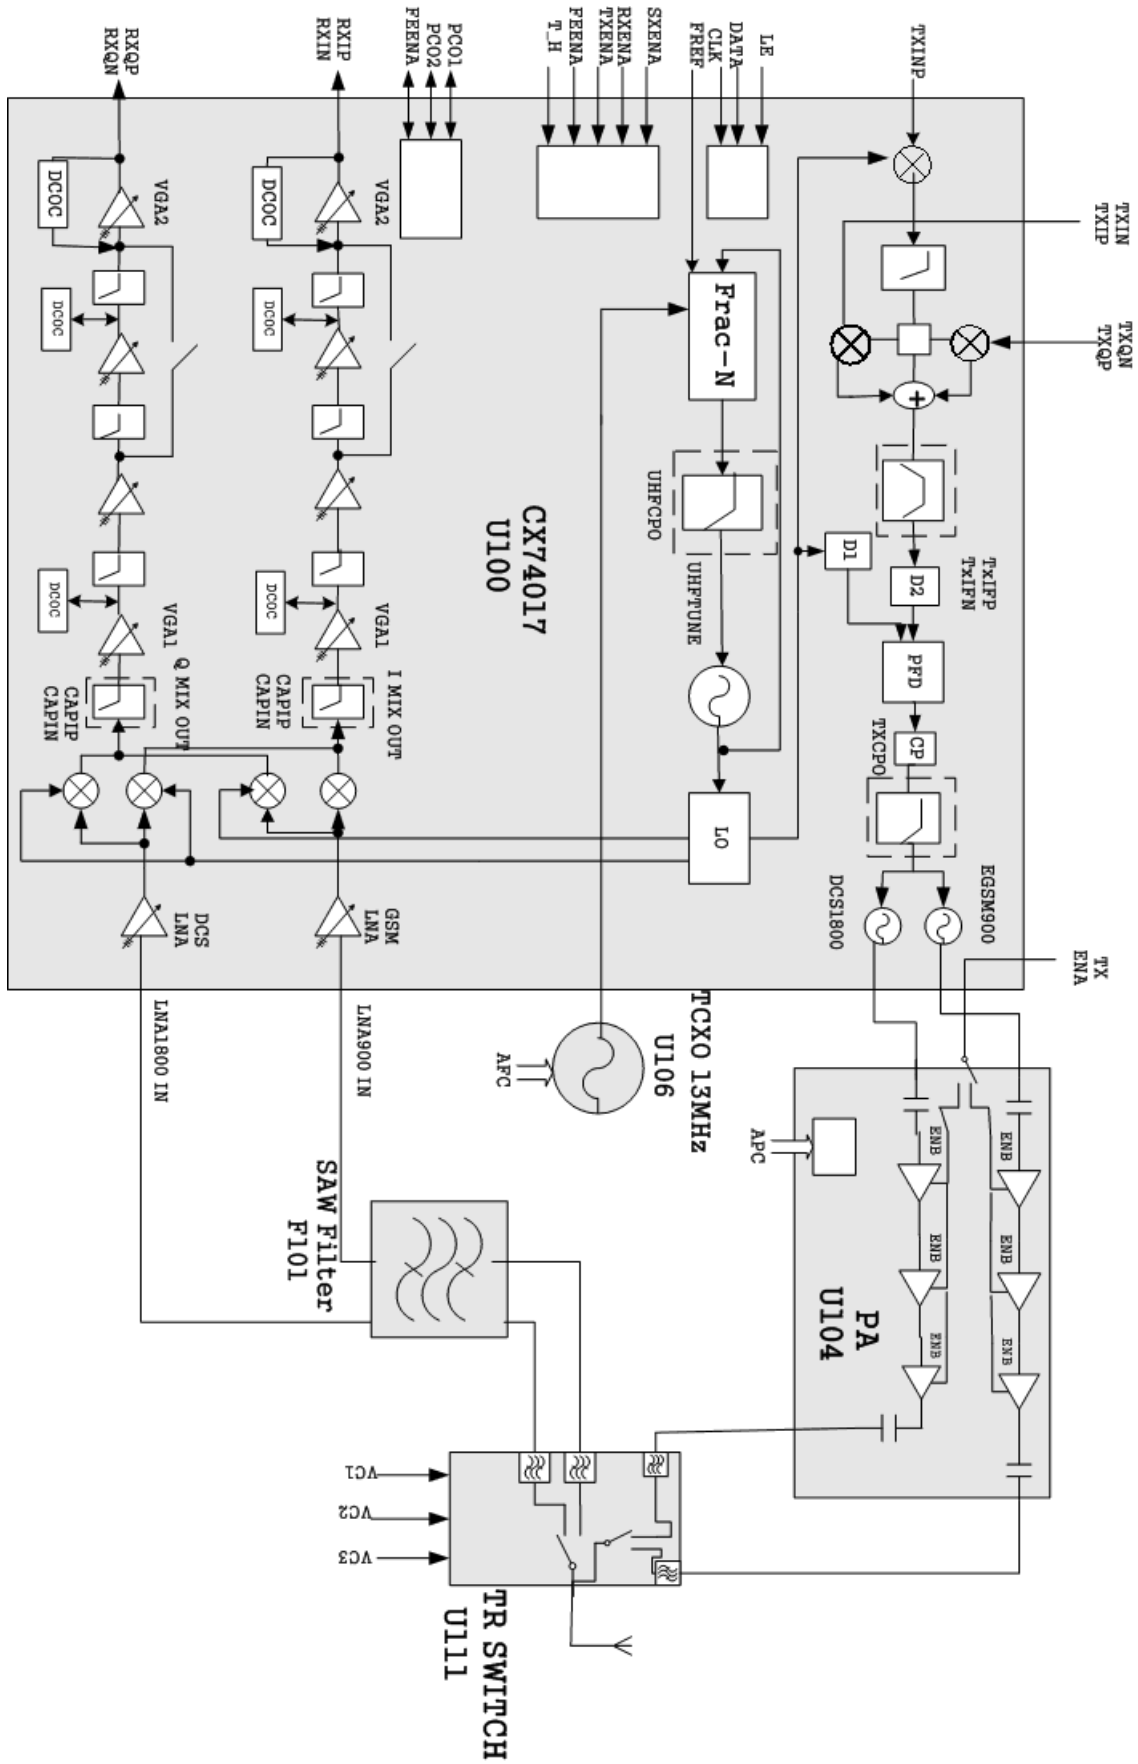 RXQP
RXQN
RXIP
RXIN
PCO1
PCO2
FEENA
SXENA
RXENA
TXENA
FEENA
T_H
FREF
LE
DATA
CLK
TXINP
TXIN
TXIP
TXQN
TXQP
DCOC
VGA2
DCOC
VGA2
DCOC
DCOC
Frac-N
+
UHFCPO
CX74017
U100
D1
D2
TxIFP
TxIFN
UHFTUNE
PFD
DCOC
VGA1
DCOC
VGA1
CAPIP
CAPIN
Q MIX OUT
CAPIP
CAPIN
I MIX OUT
TXCPO
CP
LO
DCS
LNA
GSM
LNA
DCS1800
EGSM900
TX
ENA
LNA1800 IN
LNA900 IN
AFC
U106
TCXO 13MHz
APC
ENB
ENB
ENB
ENB
ENB
ENB
PA
U104
SAW Filter
F101
VC1
VC2
VC3
TR SWITCH
U111